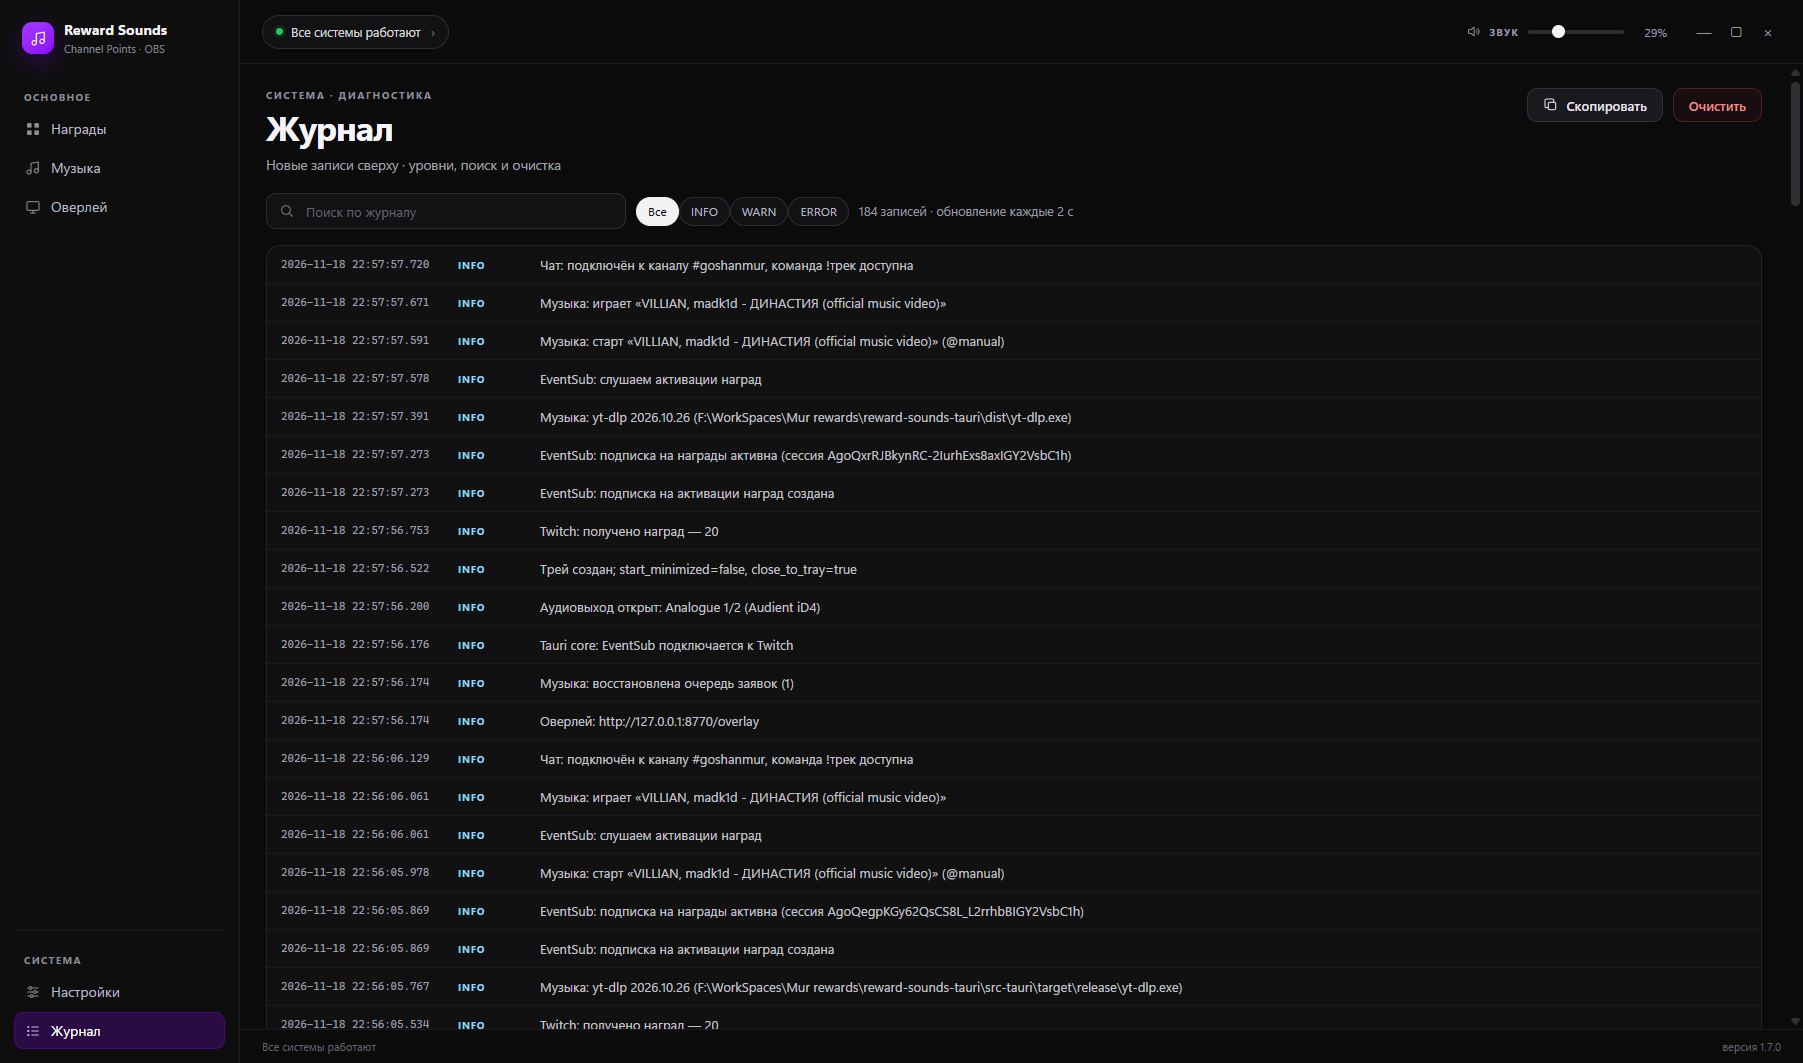 Reward Sounds
Channel Points · OBS
ОСНОВНОЕ
Награды
Музыка
Оверлей
СИСТЕМА
Настройки
Журнал
Все системы работают ›
ЗВУК 29%
СИСТЕМА · ДИАГНОСТИКА
Журнал
Новые записи сверху · уровни, поиск и очистка
Скопировать Очистить
Поиск по журналу Все INFO WARN ERROR 184 записей · обновление каждые 2 с
2026-11-18 22:57:57.720 INFO Чат: подключён к каналу #goshanmur, команда !трек доступна
2026-11-18 22:57:57.671 INFO Музыка: играет «VILLIAN, madk1d - ДИНАСТИЯ (official music video)»
2026-11-18 22:57:57.591 INFO Музыка: старт «VILLIAN, madk1d - ДИНАСТИЯ (official music video)» (@manual)
2026-11-18 22:57:57.578 INFO EventSub: слушаем активации наград
2026-11-18 22:57:57.391 INFO Музыка: yt-dlp 2026.10.26 (F:\WorkSpaces\Mur rewards\reward-sounds-tauri\dist\yt-dlp.exe)
2026-11-18 22:57:57.273 INFO EventSub: подписка на награды активна (сессия AgoQxrRJBkynRC-2IurhExs8axIGY2VsbC1h)
2026-11-18 22:57:57.273 INFO EventSub: подписка на активации наград создана
2026-11-18 22:57:56.753 INFO Twitch: получено наград — 20
2026-11-18 22:57:56.522 INFO Трей создан; start_minimized=false, close_to_tray=true
2026-11-18 22:57:56.200 INFO Аудиовыход открыт: Analogue 1/2 (Audient iD4)
2026-11-18 22:57:56.176 INFO Tauri core: EventSub подключается к Twitch
2026-11-18 22:57:56.174 INFO Музыка: восстановлена очередь заявок (1)
2026-11-18 22:57:56.174 INFO Оверлей: http://127.0.0.1:8770/overlay
2026-11-18 22:56:06.129 INFO Чат: подключён к каналу #goshanmur, команда !трек доступна
2026-11-18 22:56:06.061 INFO Музыка: играет «VILLIAN, madk1d - ДИНАСТИЯ (official music video)»
2026-11-18 22:56:06.061 INFO EventSub: слушаем активации наград
2026-11-18 22:56:05.978 INFO Музыка: старт «VILLIAN, madk1d - ДИНАСТИЯ (official music video)» (@manual)
2026-11-18 22:56:05.869 INFO EventSub: подписка на награды активна (сессия AgoQegpKGy62QsCS8L_L2rrhbBIGY2VsbC1h)
2026-11-18 22:56:05.869 INFO EventSub: подписка на активации наград создана
2026-11-18 22:56:05.767 INFO Музыка: yt-dlp 2026.10.26 (F:\WorkSpaces\Mur rewards\reward-sounds-tauri\src-tauri\target\release\yt-dlp.exe)
2026-11-18 22:56:05.534 INFO Twitch: получено наград — 20
Все системы работают
версия 1.7.0